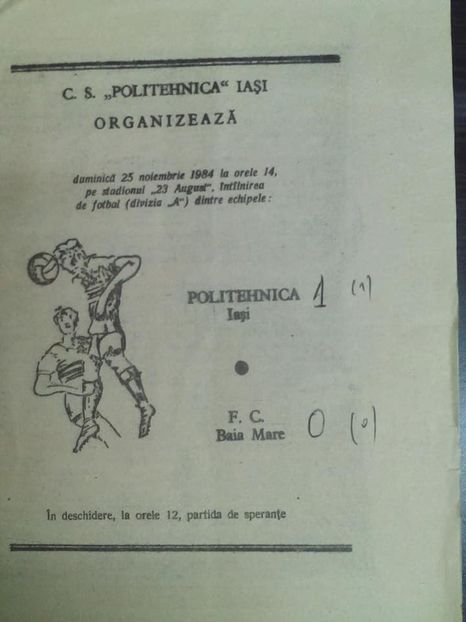 C. S. „POLITEHNICA“ IAŞI
ORGANIZEAZĂ
duminică 25 noiembrie 1984 la orele 14,
pe stadionul „23 August“, întîlnirea
de fotbal (divizia „A“) dintre echipele:
POLITEHNICA 1 (1)
Iaşi
F. C.
Baia Mare 0 (0)
În deschidere, la orele 12, partida de speranţe